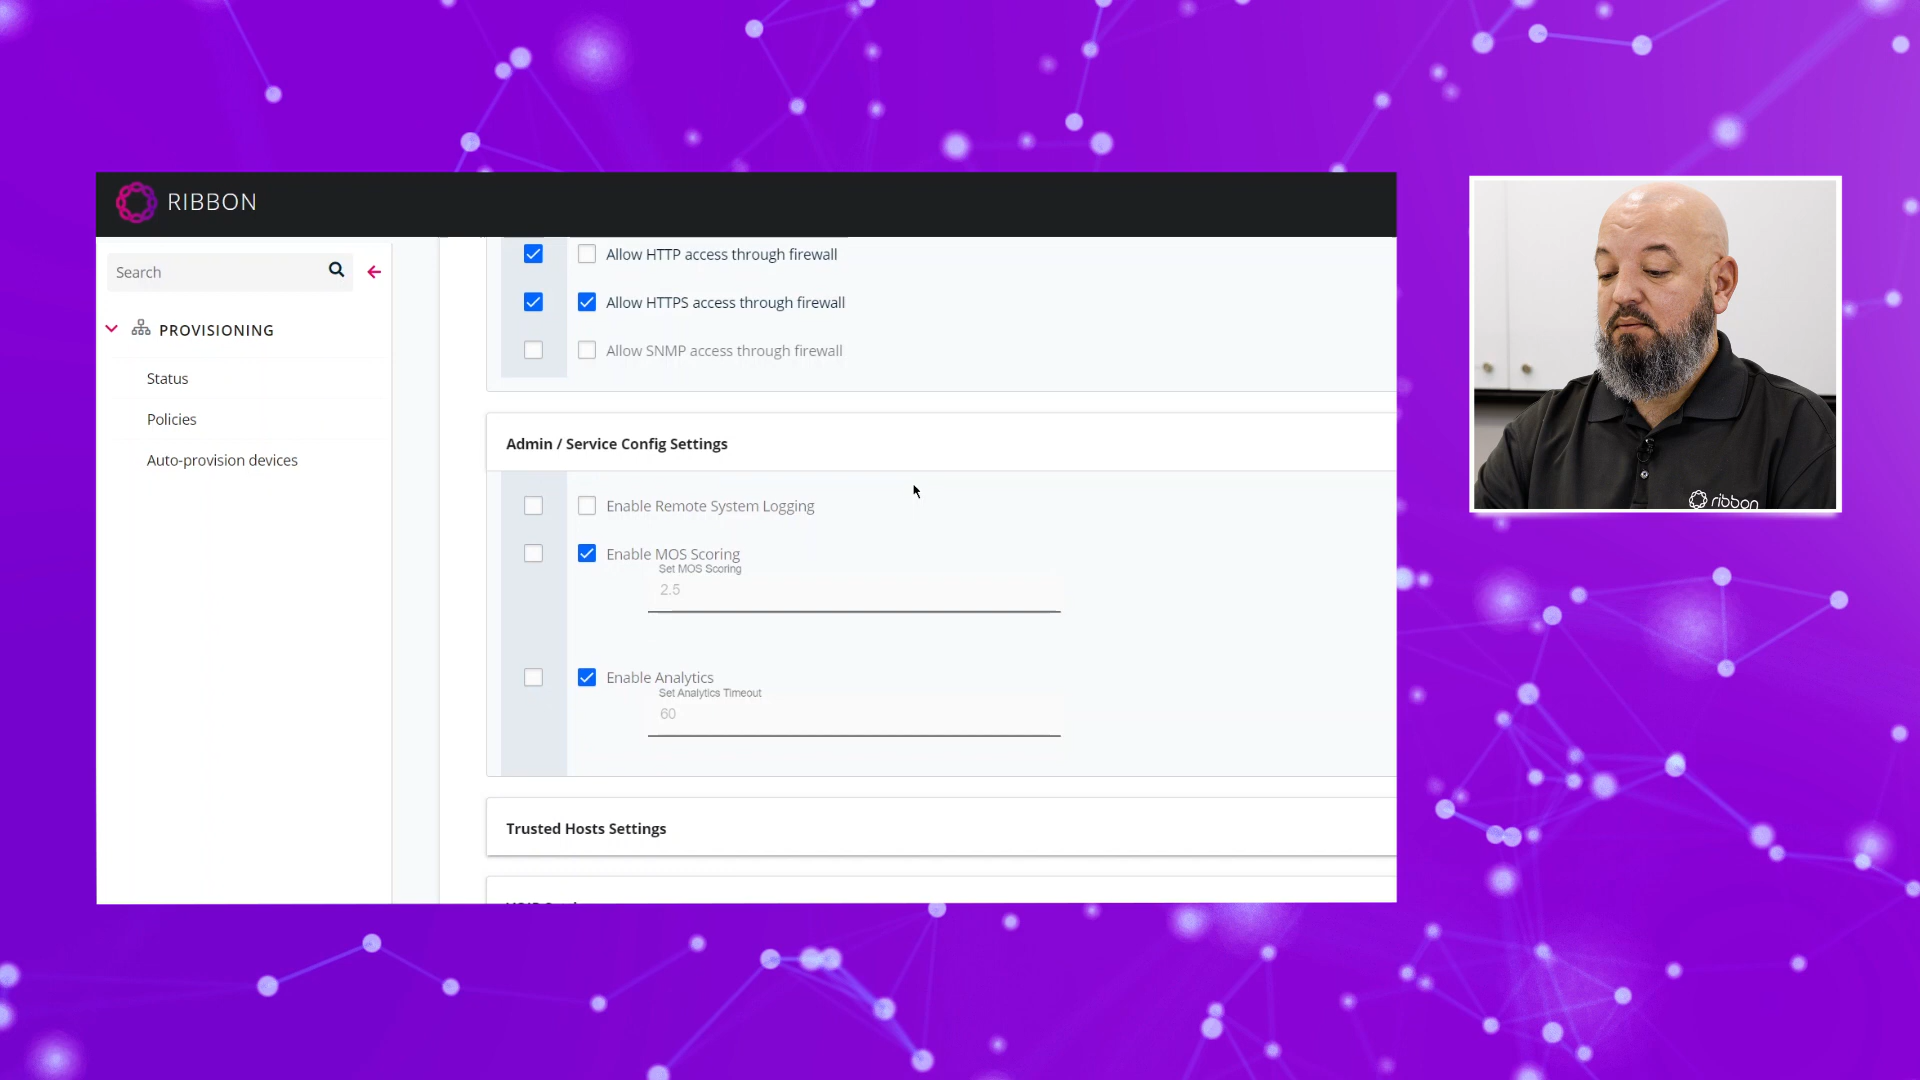 RIBBON
Search
PROVISIONING
Status
Policies
Auto-provision devices
Allow HTTP access through firewall
Allow HTTPS access through firewall
Allow SNMP access through firewall
Admin / Service Config Settings
Enable Remote System Logging
Enable MOS Scoring
Set MOS Scoring
2.5
Enable Analytics
Set Analytics Timeout
60
Trusted Hosts Settings
ribbon